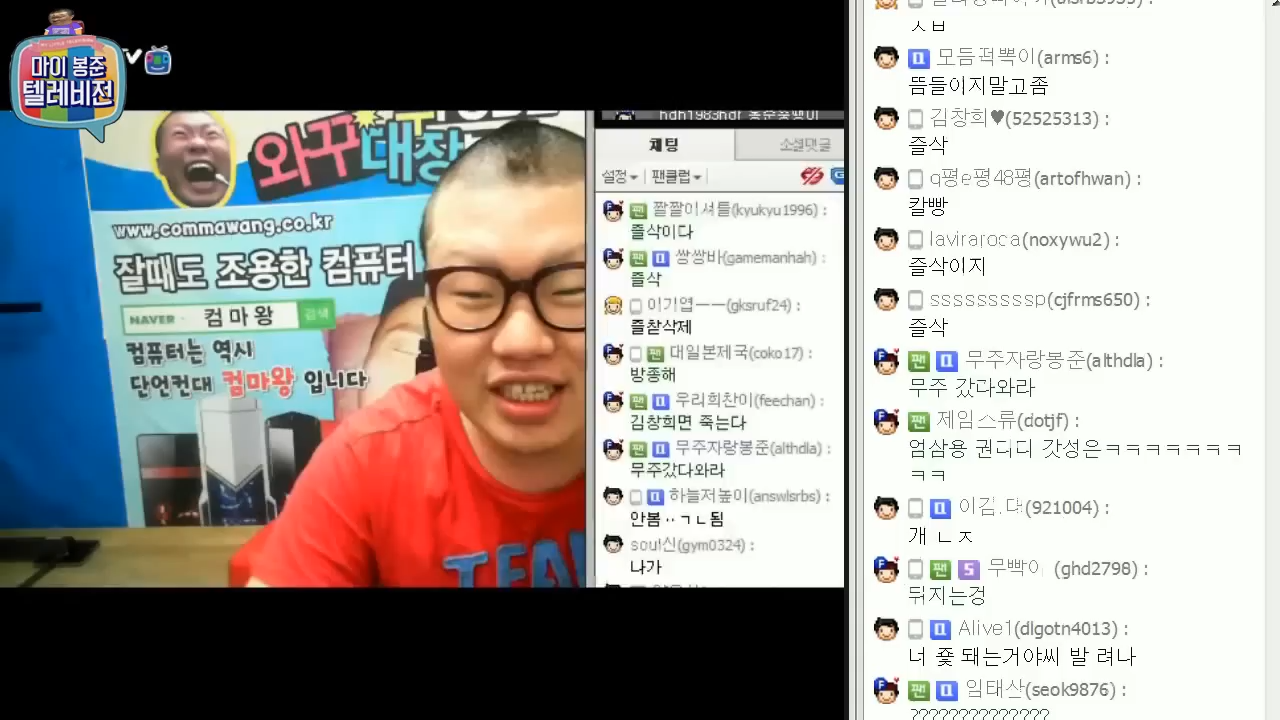 마이 봉준
텔레비전
와꾸대장
www.commawang.co.kr
잘때도 조용한 컴퓨터
NAVER 컴마왕 검색
컴퓨터는 역시
단언컨대 컴마왕 입니다
TEA
채팅
소셜댓글
설정
팬클럽
짤짤이셔틀(kyukyu1996) :
즐삭이다
쌍쌍바(gamemanhah) :
즐삭
이기엽ㅡㅡ(gksruf24) :
즐찯삭제
대일본제국(coko17) :
방종해
우리희찬이(feechan) :
김창희면 죽는다
무주자랑봉준(althdla) :
무주갔다와라
하늘저높이(answlsrbs) :
안봄ㆍㆍㄱㄴ됨
soul신(gym0324) :
나가
ㅅㅂ
모듬떡뽁이(arms6) :
뜸들이지말고좀
김창희♥(52525313) :
즐삭
q평e평48평(artofhwan) :
칼빵
laviraroca(noxywu2) :
즐삭이지
sssssssssp(cjfrms650) :
즐삭
무주자랑봉준(althdla) :
무주 갔다와라
제임스류(dotjf) :
엄삼용 권디디 갓성은ㅋㅋㅋㅋㅋㅋㅋ
ㅋㅋ
(921004) :
개 ㄴㅈ
무빡이 (ghd2798) :
뒤지는겅
Alive1(dlgotn4013) :
너 좆 돼는거야씨 발 려나
임태산(seok9876) :
??????????????